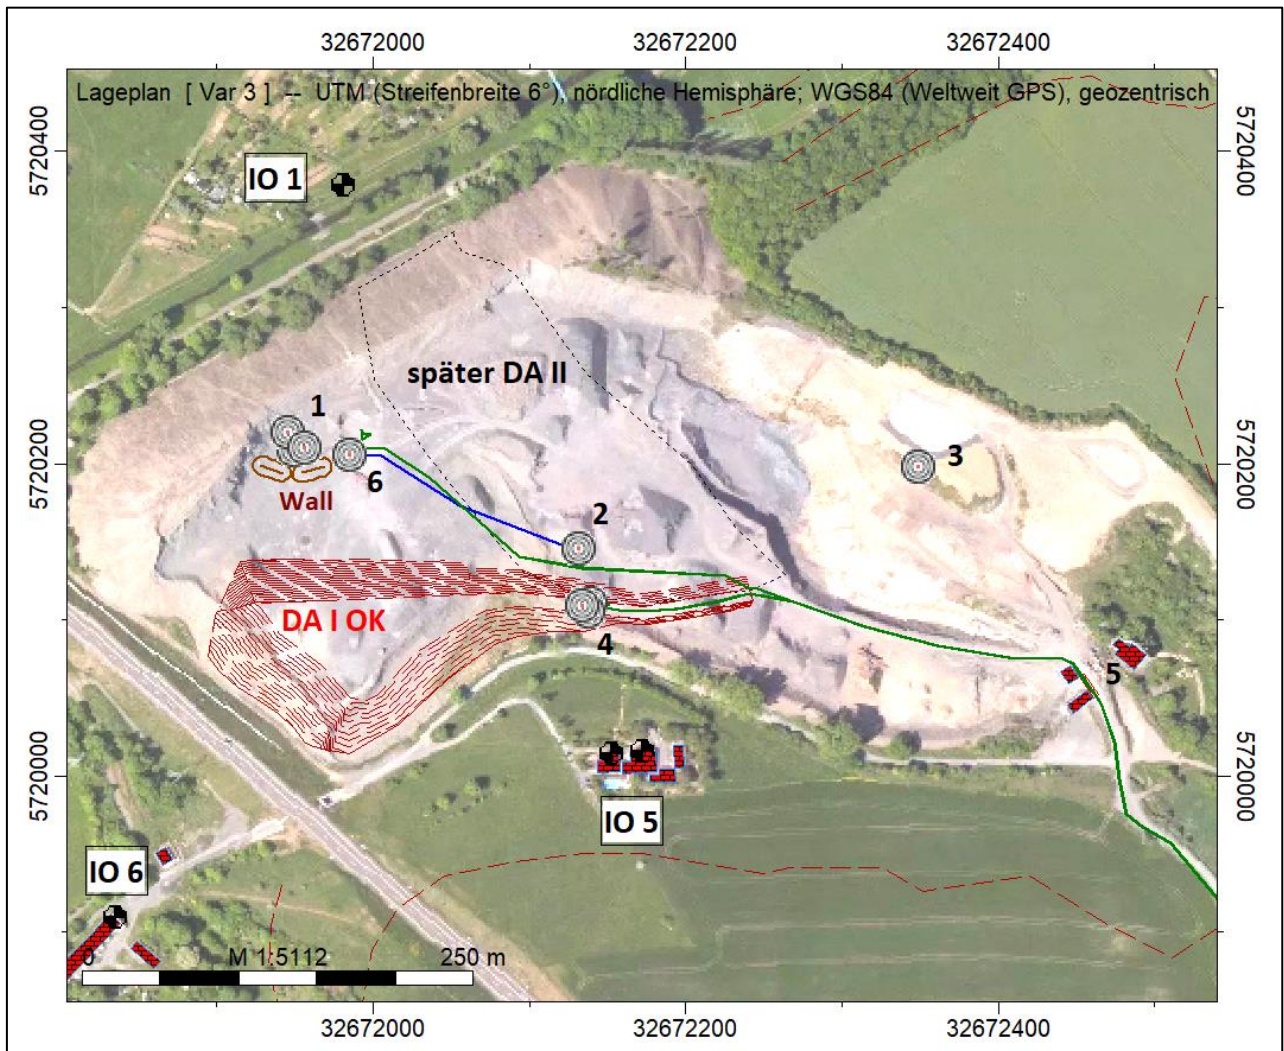 32672000 32672200 32672400
Lageplan [ Var 3 ] -- UTM (Streifenbreite 6°), nördliche Hemisphäre; WGS84 (Weltweit GPS), geozentrisch
5720400
5720400
IO 1
später DA II
1
5720200
5720200
3
6
Wall
2
DA I OK
4
5
5720000
5720000
IO 5
IO 6
0 M 1:5112 250 m
32672000 32672200 32672400